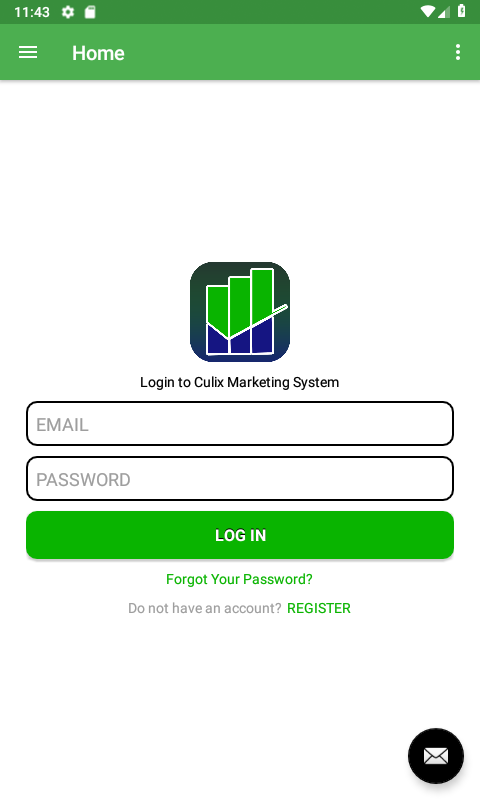 11:43
Home
Login to Culix Marketing System
EMAIL
PASSWORD
LOG IN
Forgot Your Password?
Do not have an account? REGISTER